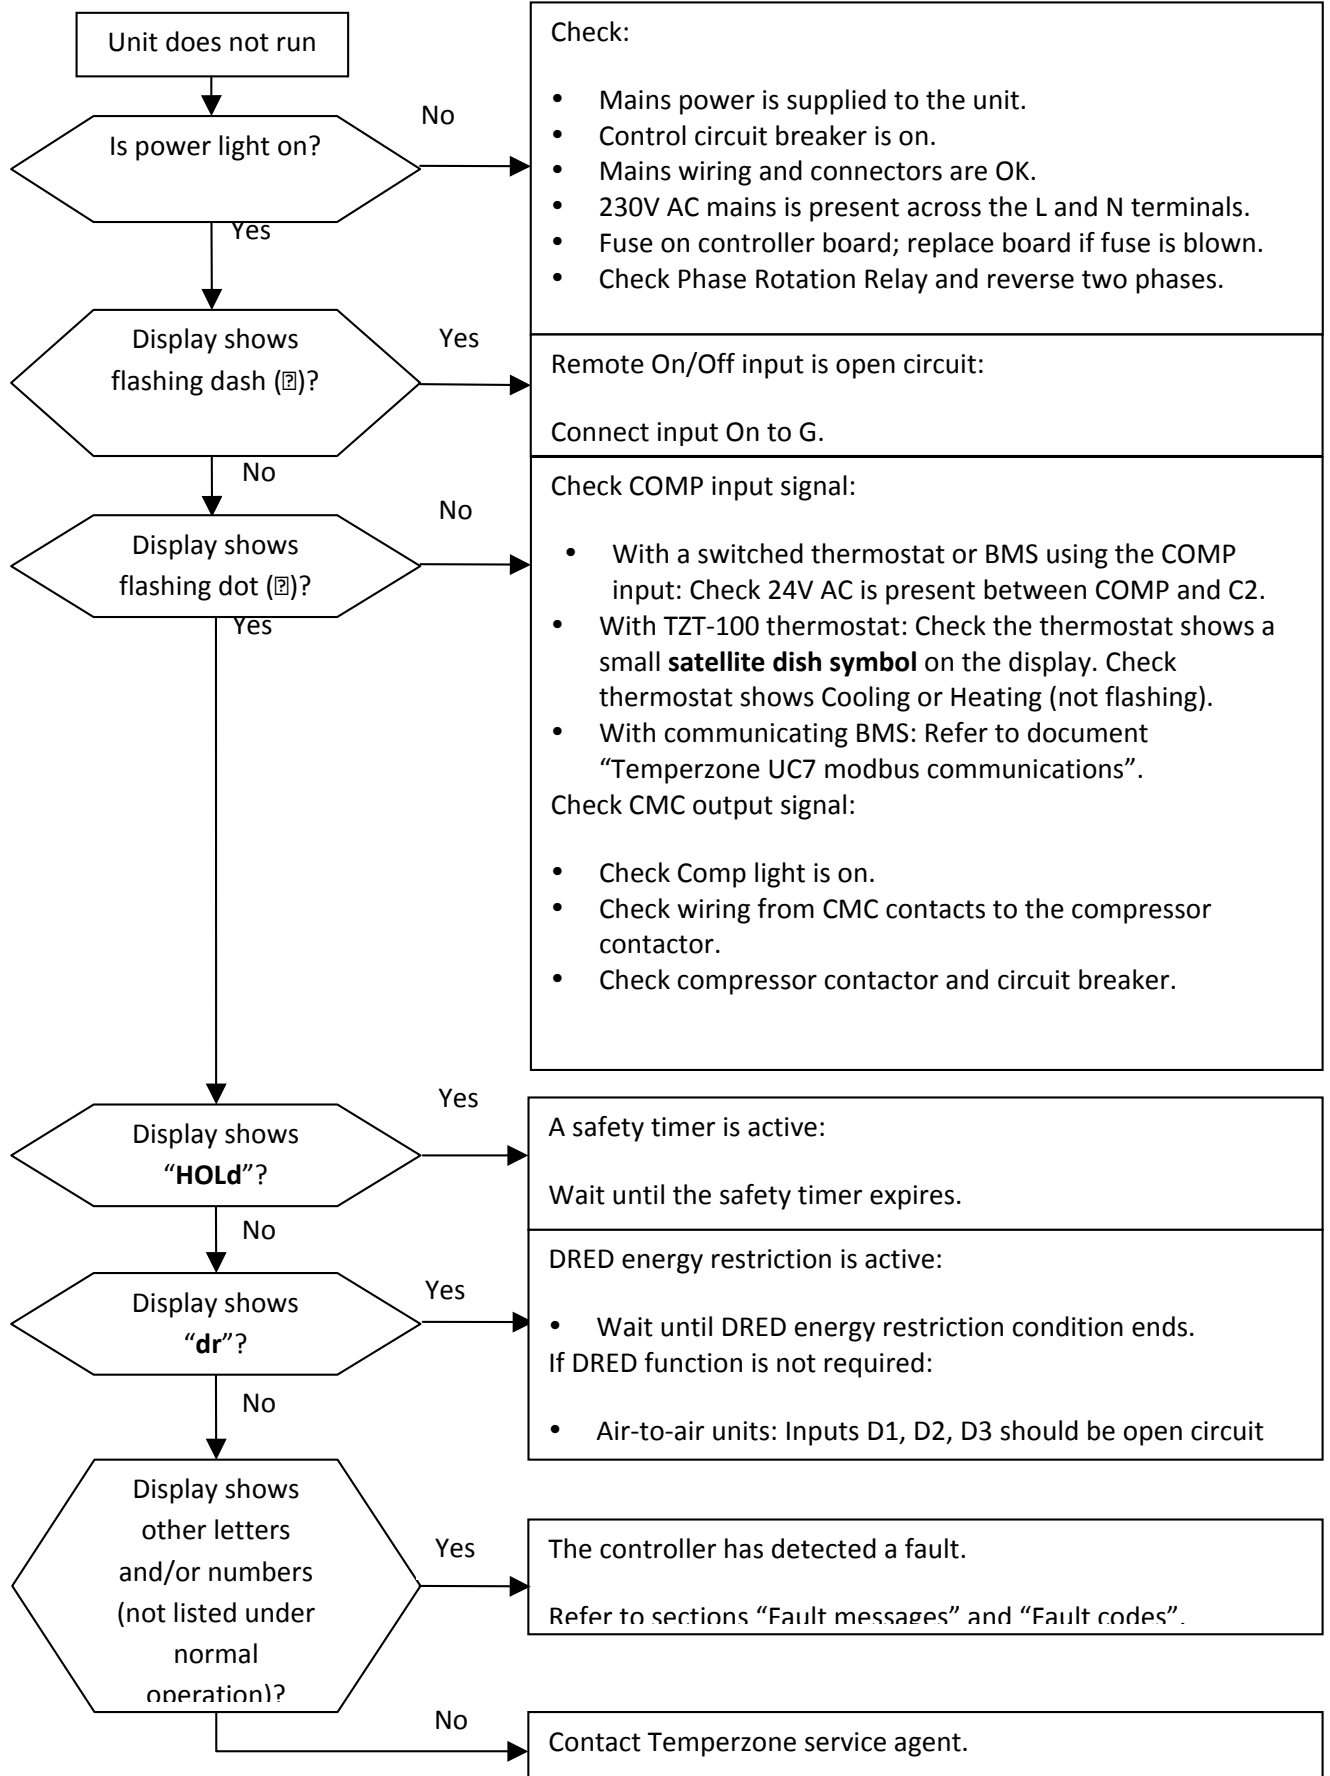 Unit does not run
Is power light on?
No
Yes
Check:
• Mains power is supplied to the unit.
• Control circuit breaker is on.
• Mains wiring and connectors are OK.
• 230V AC mains is present across the L and N terminals.
• Fuse on controller board; replace board if fuse is blown.
• Check Phase Rotation Relay and reverse two phases.
Display shows
flashing dash (⍰)?
Yes
No
Remote On/Off input is open circuit:
Connect input On to G.
Display shows
flashing dot (⍰)?
No
Yes
Check COMP input signal:
• With a switched thermostat or BMS using the COMP
input: Check 24V AC is present between COMP and C2.
• With TZT-100 thermostat: Check the thermostat shows a
small satellite dish symbol on the display. Check
thermostat shows Cooling or Heating (not flashing).
• With communicating BMS: Refer to document
“Temperzone UC7 modbus communications”.
Check CMC output signal:
• Check Comp light is on.
• Check wiring from CMC contacts to the compressor
contactor.
• Check compressor contactor and circuit breaker.
Display shows
“HOLd”?
Yes
No
A safety timer is active:
Wait until the safety timer expires.
Display shows
“dr”?
Yes
No
DRED energy restriction is active:
• Wait until DRED energy restriction condition ends.
If DRED function is not required:
• Air-to-air units: Inputs D1, D2, D3 should be open circuit
Display shows
other letters
and/or numbers
(not listed under
normal
operation)?
Yes
No
The controller has detected a fault.
Refer to sections “Fault messages” and “Fault codes”.
Contact Temperzone service agent.